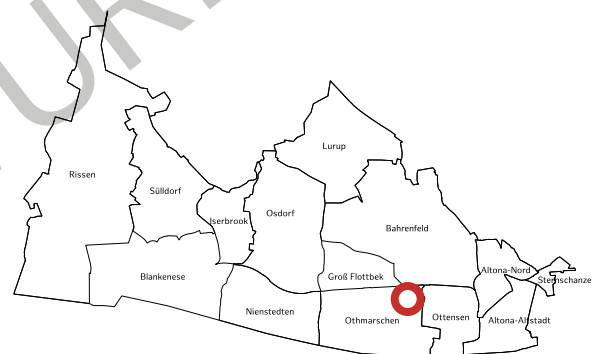 Lurup
Rissen
Sülldorf
Iserbrook
Osdorf
Bahrenfeld
Altona-Nord
Sternschanze
Blankenese
Groß Flottbek
Nienstedten
Othmarschen
Ottensen
Altona-Altstadt